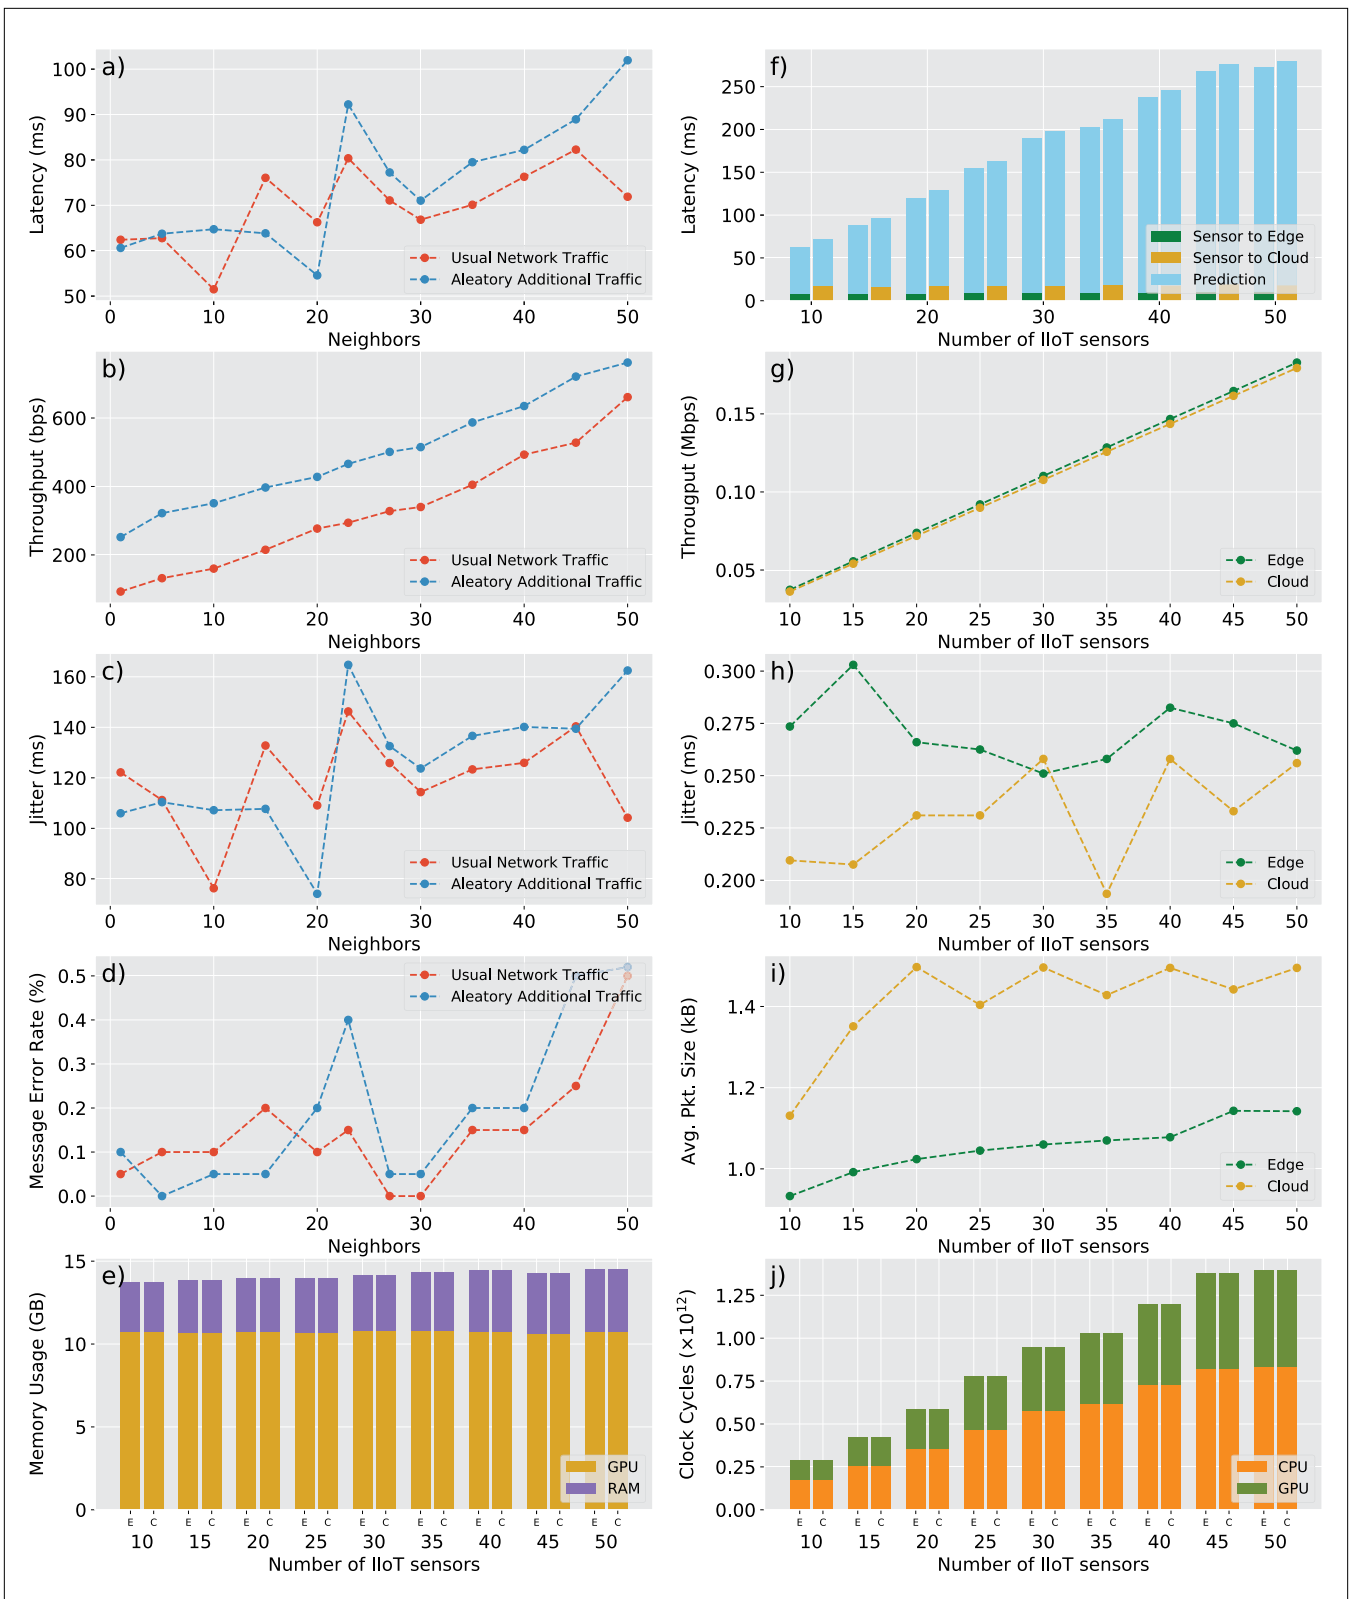 a)
100
90
80
70
60
50
Latency (ms)
Usual Network Traffic
Aleatory Additional Traffic
0 10 20 30 40 50
Neighbors
f)
250
200
150
100
50
0
Latency (ms)
Sensor to Edge
Sensor to Cloud
Prediction
10 20 30 40 50
Number of IIoT sensors
b)
600
400
200
Throughput (bps)
Usual Network Traffic
Aleatory Additional Traffic
0 10 20 30 40 50
Neighbors
g)
0.15
0.10
0.05
Througput (Mbps)
Edge
Cloud
10 15 20 25 30 35 40 45 50
Number of IIoT sensors
c)
160
140
120
100
80
Jitter (ms)
Usual Network Traffic
Aleatory Additional Traffic
0 10 20 30 40 50
Neighbors
h)
0.300
0.275
0.250
0.225
0.200
Jitter (ms)
Edge
Cloud
10 15 20 25 30 35 40 45 50
Number of IIoT sensors
d)
0.5
0.4
0.3
0.2
0.1
0.0
Message Error Rate (%)
Usual Network Traffic
Aleatory Additional Traffic
0 10 20 30 40 50
Neighbors
i)
1.4
1.2
1.0
Avg. Pkt. Size (kB)
Edge
Cloud
10 15 20 25 30 35 40 45 50
Number of IIoT sensors
e)
15
10
5
0
Memory Usage (GB)
GPU
RAM
E C E C E C E C E C E C E C E C E C
10 15 20 25 30 35 40 45 50
Number of IIoT sensors
j)
1.25
1.00
0.75
0.50
0.25
0.00
Clock Cycles (×10¹²)
CPU
GPU
E C E C E C E C E C E C E C E C E C
10 15 20 25 30 35 40 45 50
Number of IIoT sensors